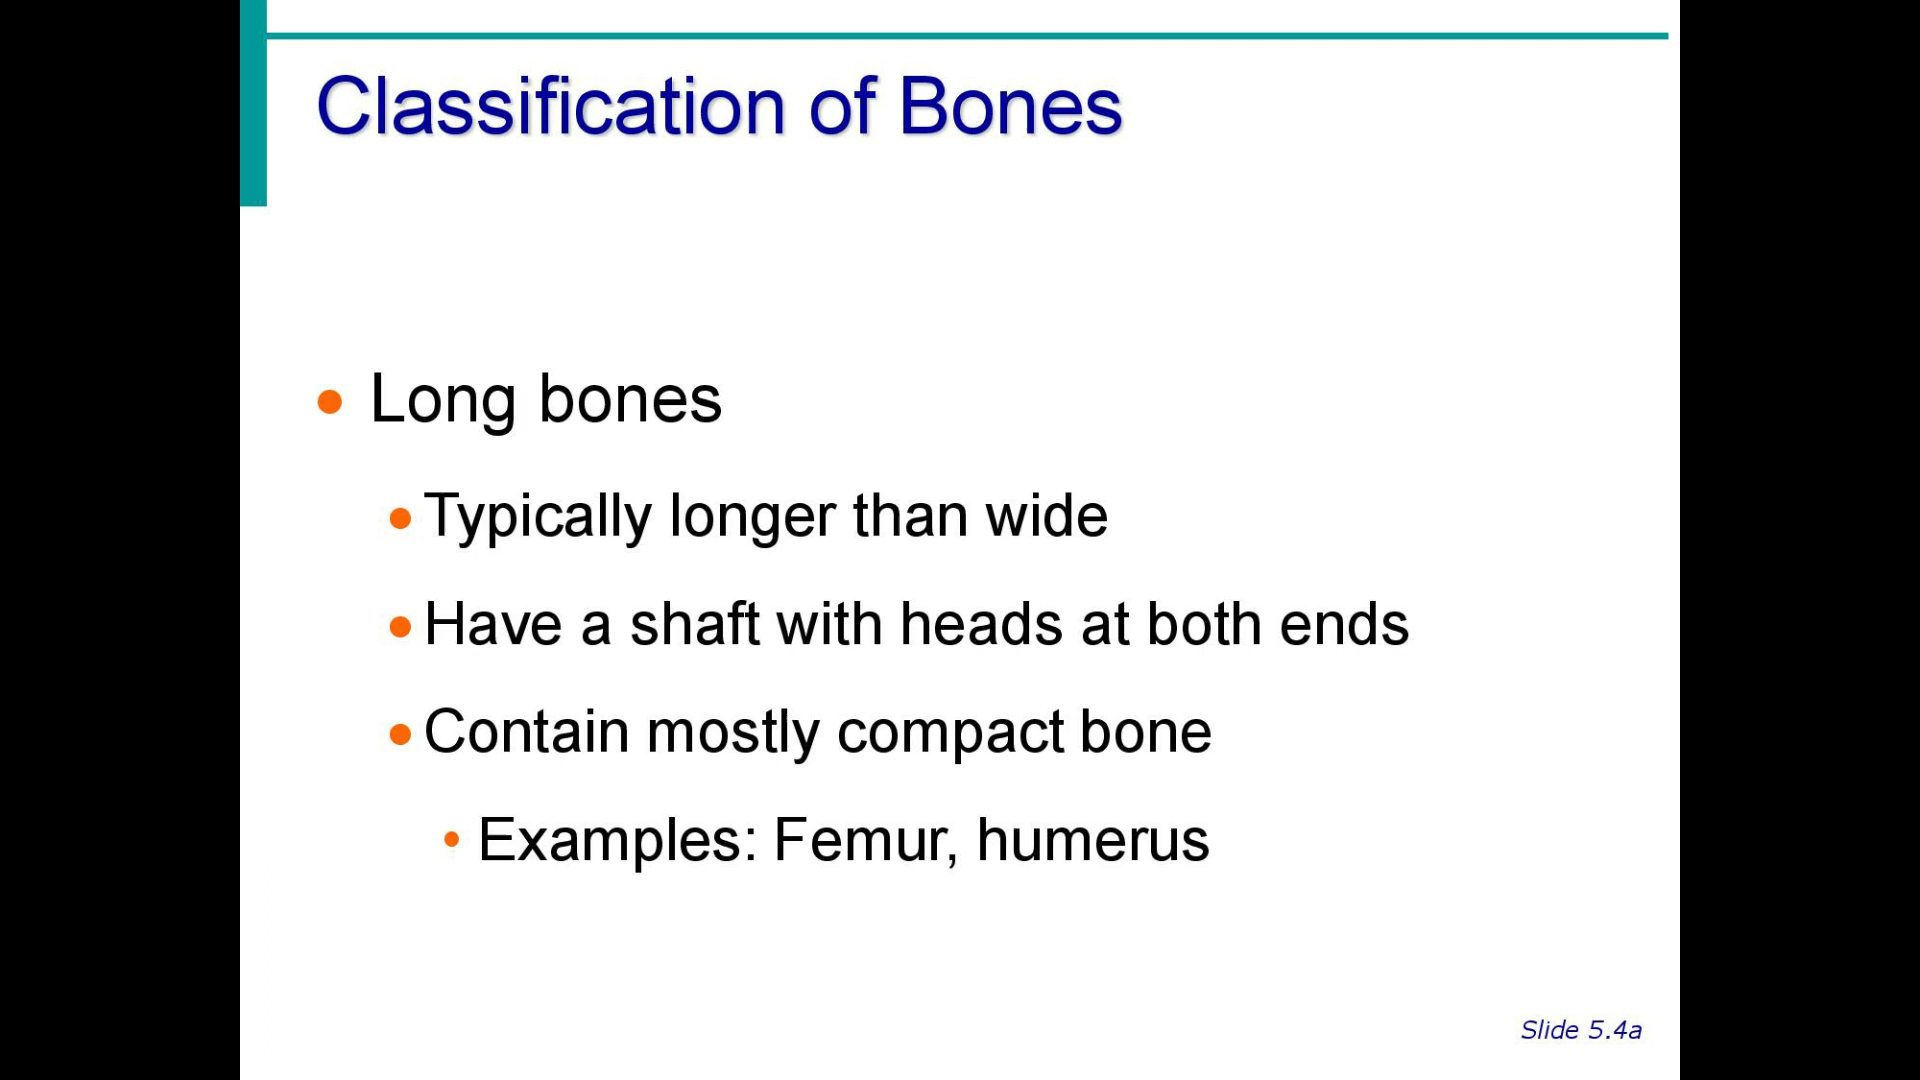 Classification of Bones
• Long bones
• Typically longer than wide
• Have a shaft with heads at both ends
• Contain mostly compact bone
• Examples: Femur, humerus
Slide 5.4a